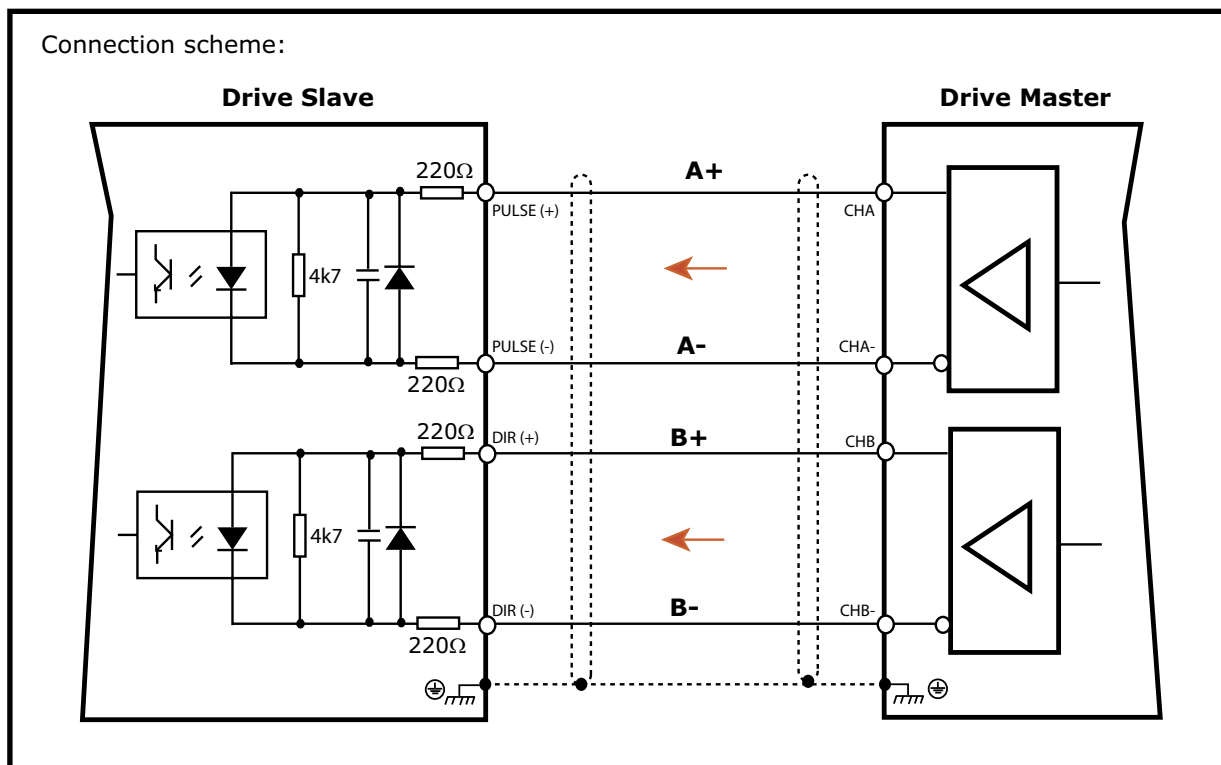 Connection scheme:
Drive Slave
Drive Master
220Ω
A+
PULSE (+)
CHA
4k7
PULSE (-)
A-
CHA-
220Ω
220Ω
DIR (+)
B+
CHB
4k7
DIR (-)
B-
CHB-
220Ω